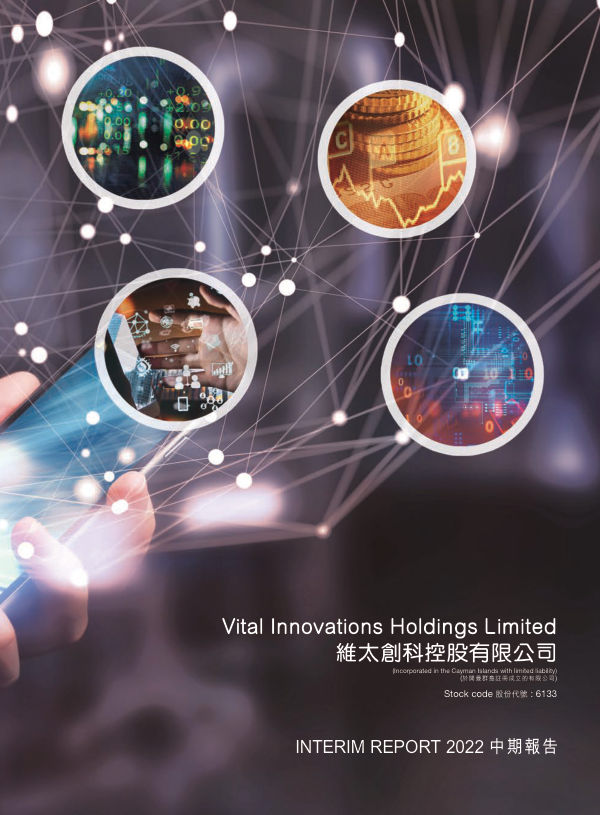 Vital Innovations Holdings Limited
維太創科控股有限公司
(Incorporated in the Cayman Islands with limited liability)
(於開曼群島註冊成立的有限公司)
Stock code 股份代號 : 6133
INTERIM REPORT 2022 中期報告